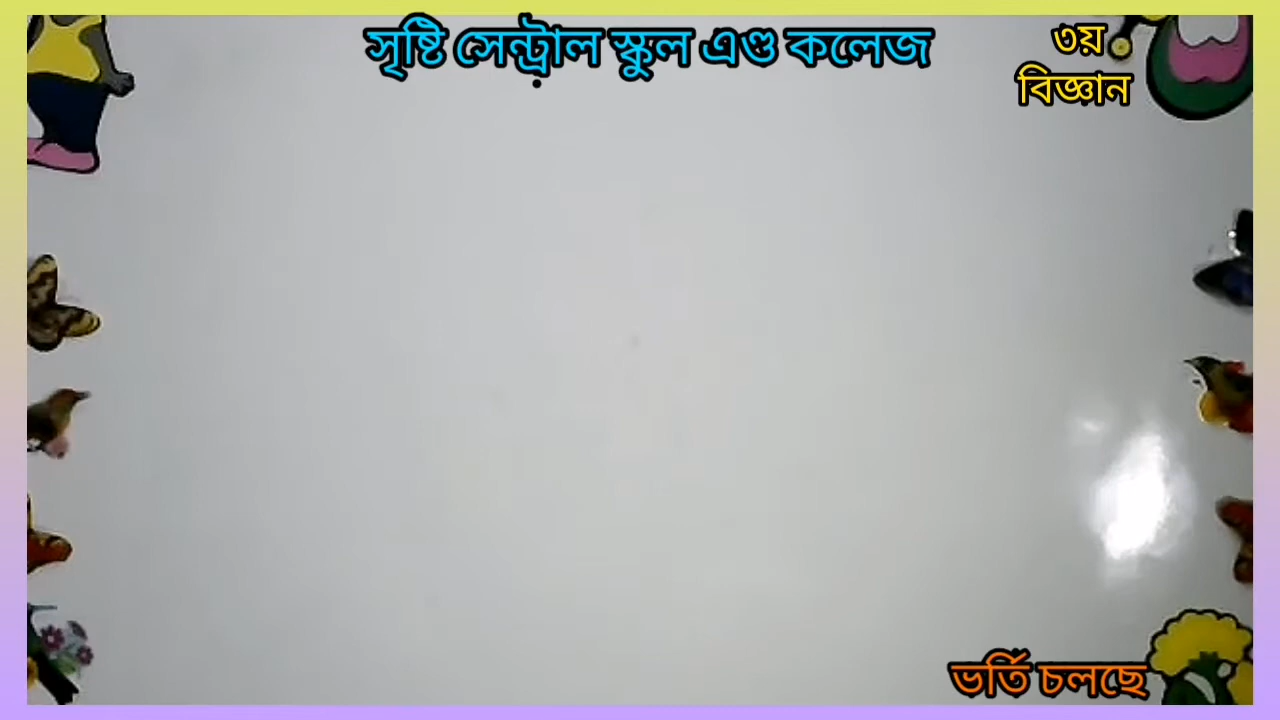 সৃষ্টি সেন্ট্রাল স্কুল এণ্ড কলেজ
৩য়
বিজ্ঞান
ভর্তি চলছে